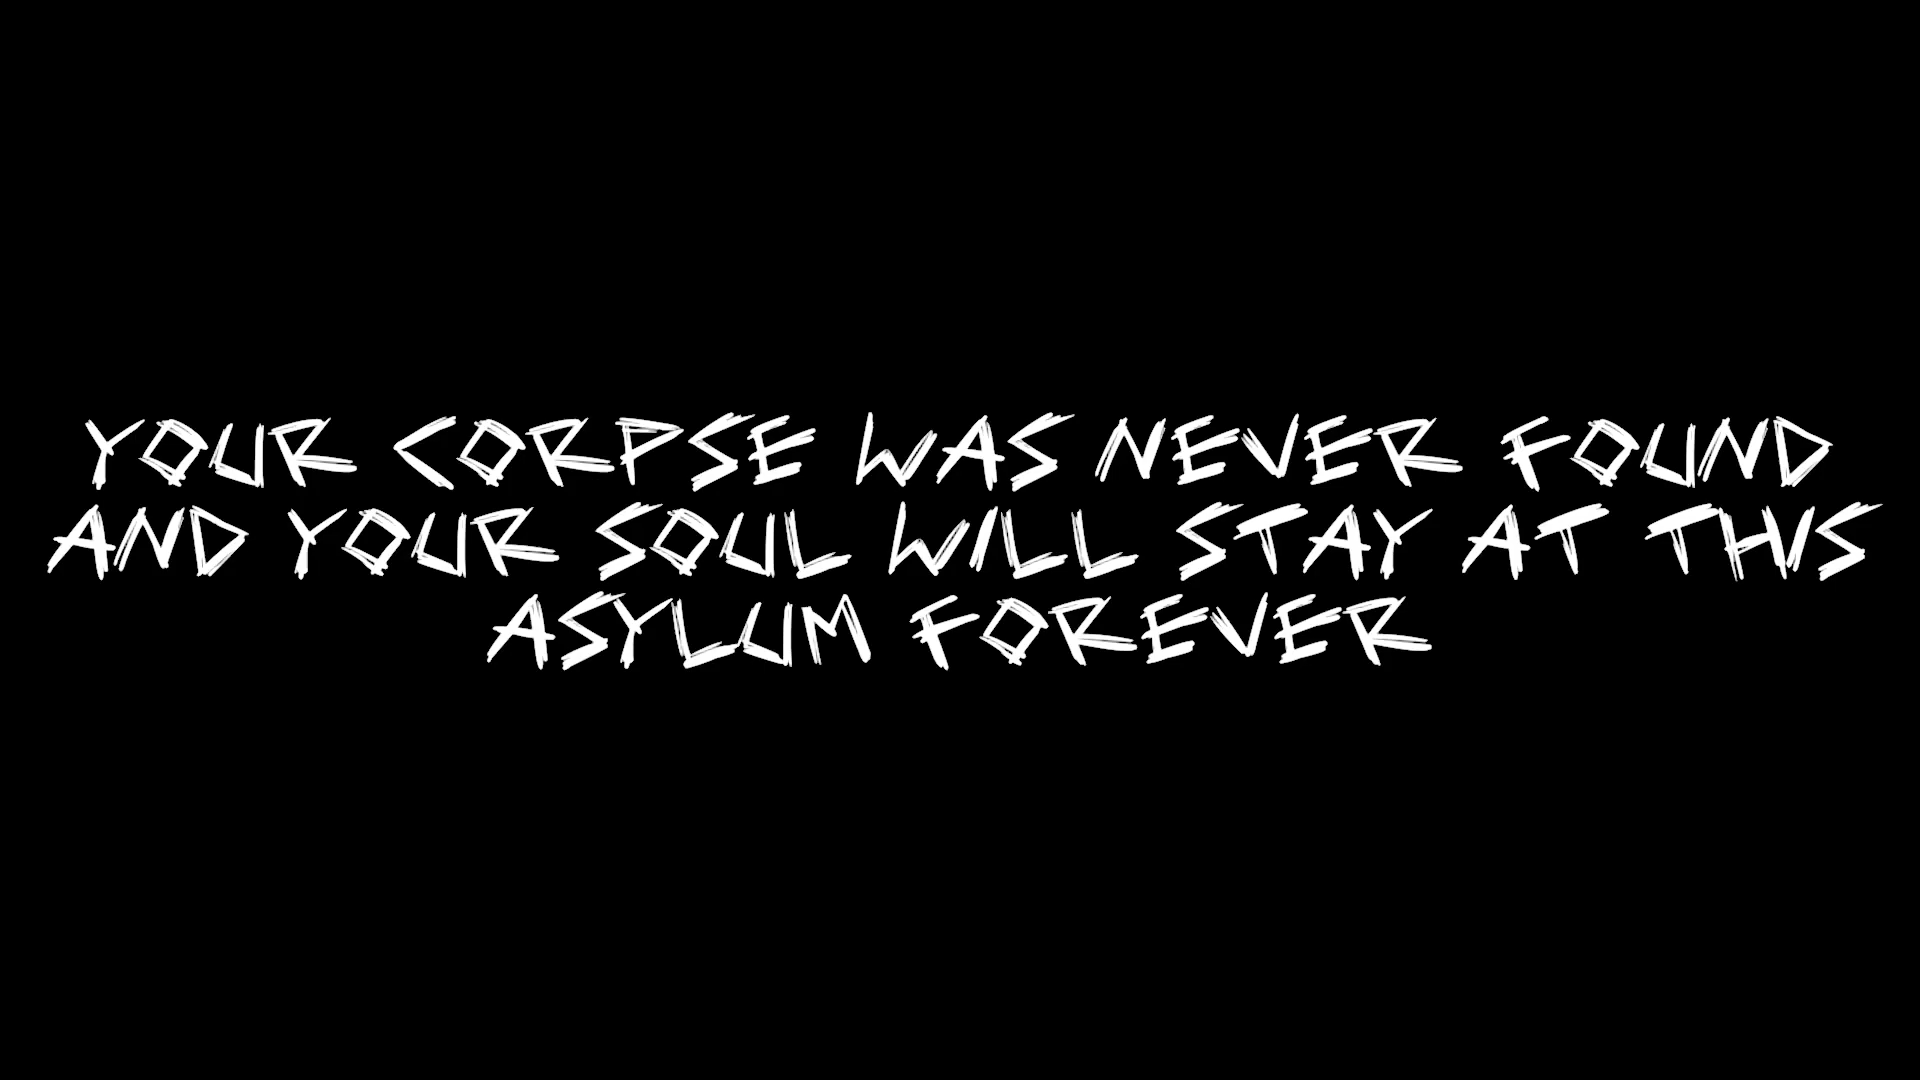 YOUR CORPSE WAS NEVER FOUND
AND YOUR SOUL WILL STAY AT THIS
ASYLUM FOREVER